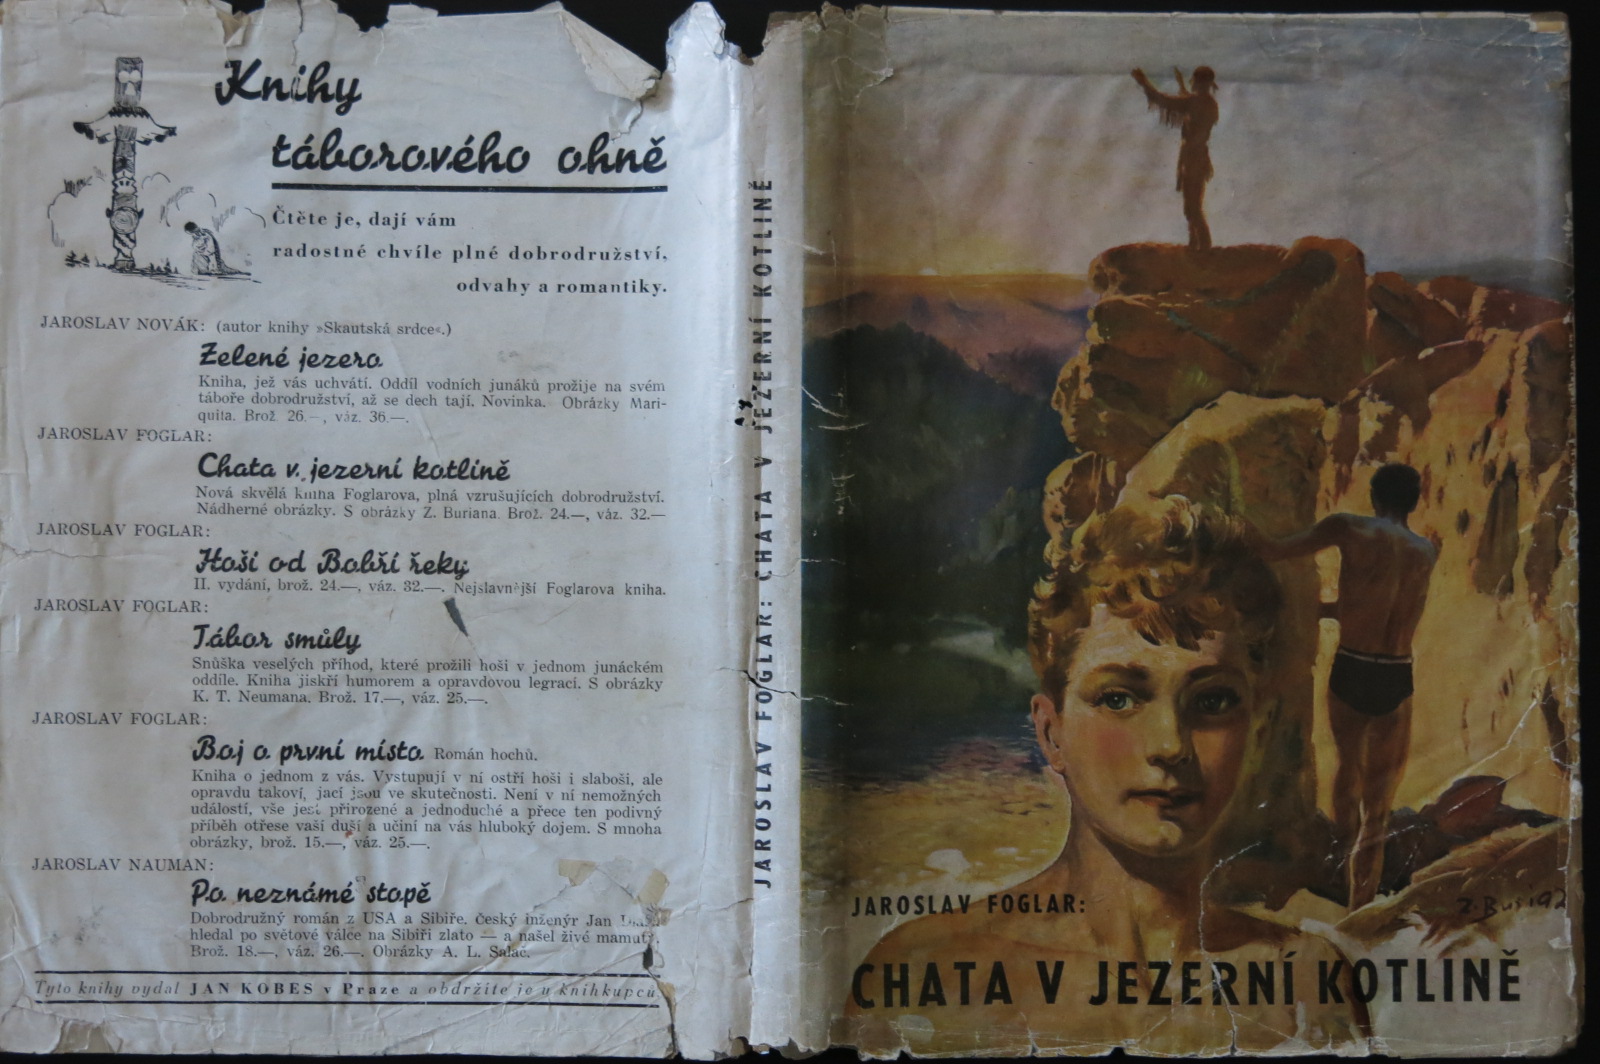 Knihy
táborového ohně
Čtěte je, dají vám
radostné chvíle plné dobrodružství,
odvahy a romantiky.
JAROSLAV NOVÁK: (autor knihy »Skautská srdce«.)
Zelené jezero
Kniha, jež vás uchvátí. Oddíl vodních junáků prožije na svém
táboře dobrodružství, až se dech tají. Novinka. Obrázky Mari-
quita. Brož. 26.—, váz. 36.—.
JAROSLAV FOGLAR:
Chata v jezerní kotlině
Nová skvělá kniha Foglarova, plná vzrušujících dobrodružství.
Nádherné obrázky. S obrázky Z. Buriana. Brož. 24.—, váz. 32.—
JAROSLAV FOGLAR:
Hoši od Bobří řeky
II. vydání, brož. 24.—, váz. 32.—. Nejslavnější Foglarova kniha.
JAROSLAV FOGLAR:
Tábor smůly
Snůška veselých příhod, které prožili hoši v jednom junáckém
oddíle. Kniha jiskří humorem a opravdovou legrací. S obrázky
K. T. Neumana. Brož. 17.—, váz. 25.—.
JAROSLAV FOGLAR:
Boj o první místo Román hochů.
Kniha o jednom z vás. Vystupují v ní ostří hoši i slaboši, ale
opravdu takoví, jací jsou ve skutečnosti. Není v ní nemožných
událostí, vše jest přirozené a jednoduché a přece ten podivný
příběh otřese vaší duší a učiní na vás hluboký dojem. S mnoha
obrázky, brož. 15.—, váz. 25.—.
JAROSLAV NAUMAN:
Po neznámé stopě
Dobrodružný román z USA a Sibiře. Český inženýr Jan
hledal po světové válce na Sibiři zlato — a našel živé mamuty.
Brož. 18.—, váz. 26.—. Obrázky A. L. Salač.
Tyto knihy vydal JAN KOBES v Praze a obdržíte je u knihkupců.
JAROSLAV FOGLAR: CHATA V JEZERNÍ KOTLINĚ
Z. Burian
JAROSLAV FOGLAR:
CHATA V JEZERNÍ KOTLINĚ